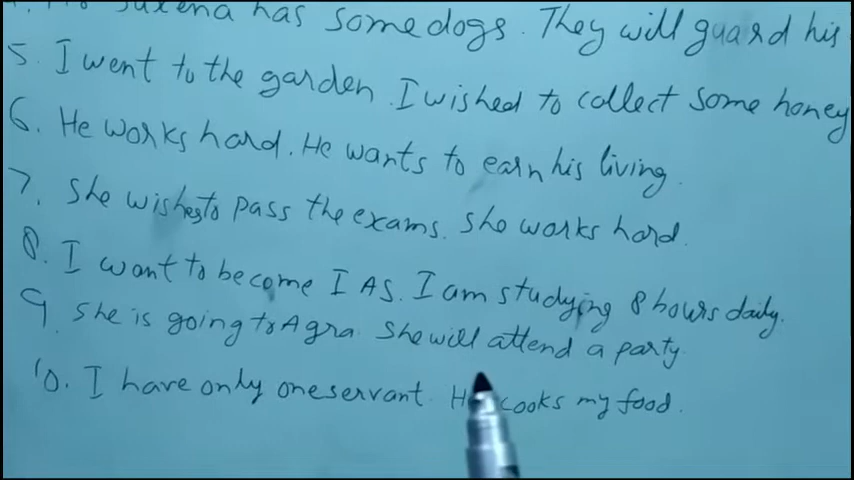 Saxena has some dogs. They will guard his
5. I went to the garden. I wished to collect some honey
6. He works hard. He wants to earn his living.
7. She wishes to pass the exams. She works hard.
8. I want to become IAS. I am studying 8 hours daily.
9. She is going to Agra. She will attend a party.
10. I have only one servant. He cooks my food.